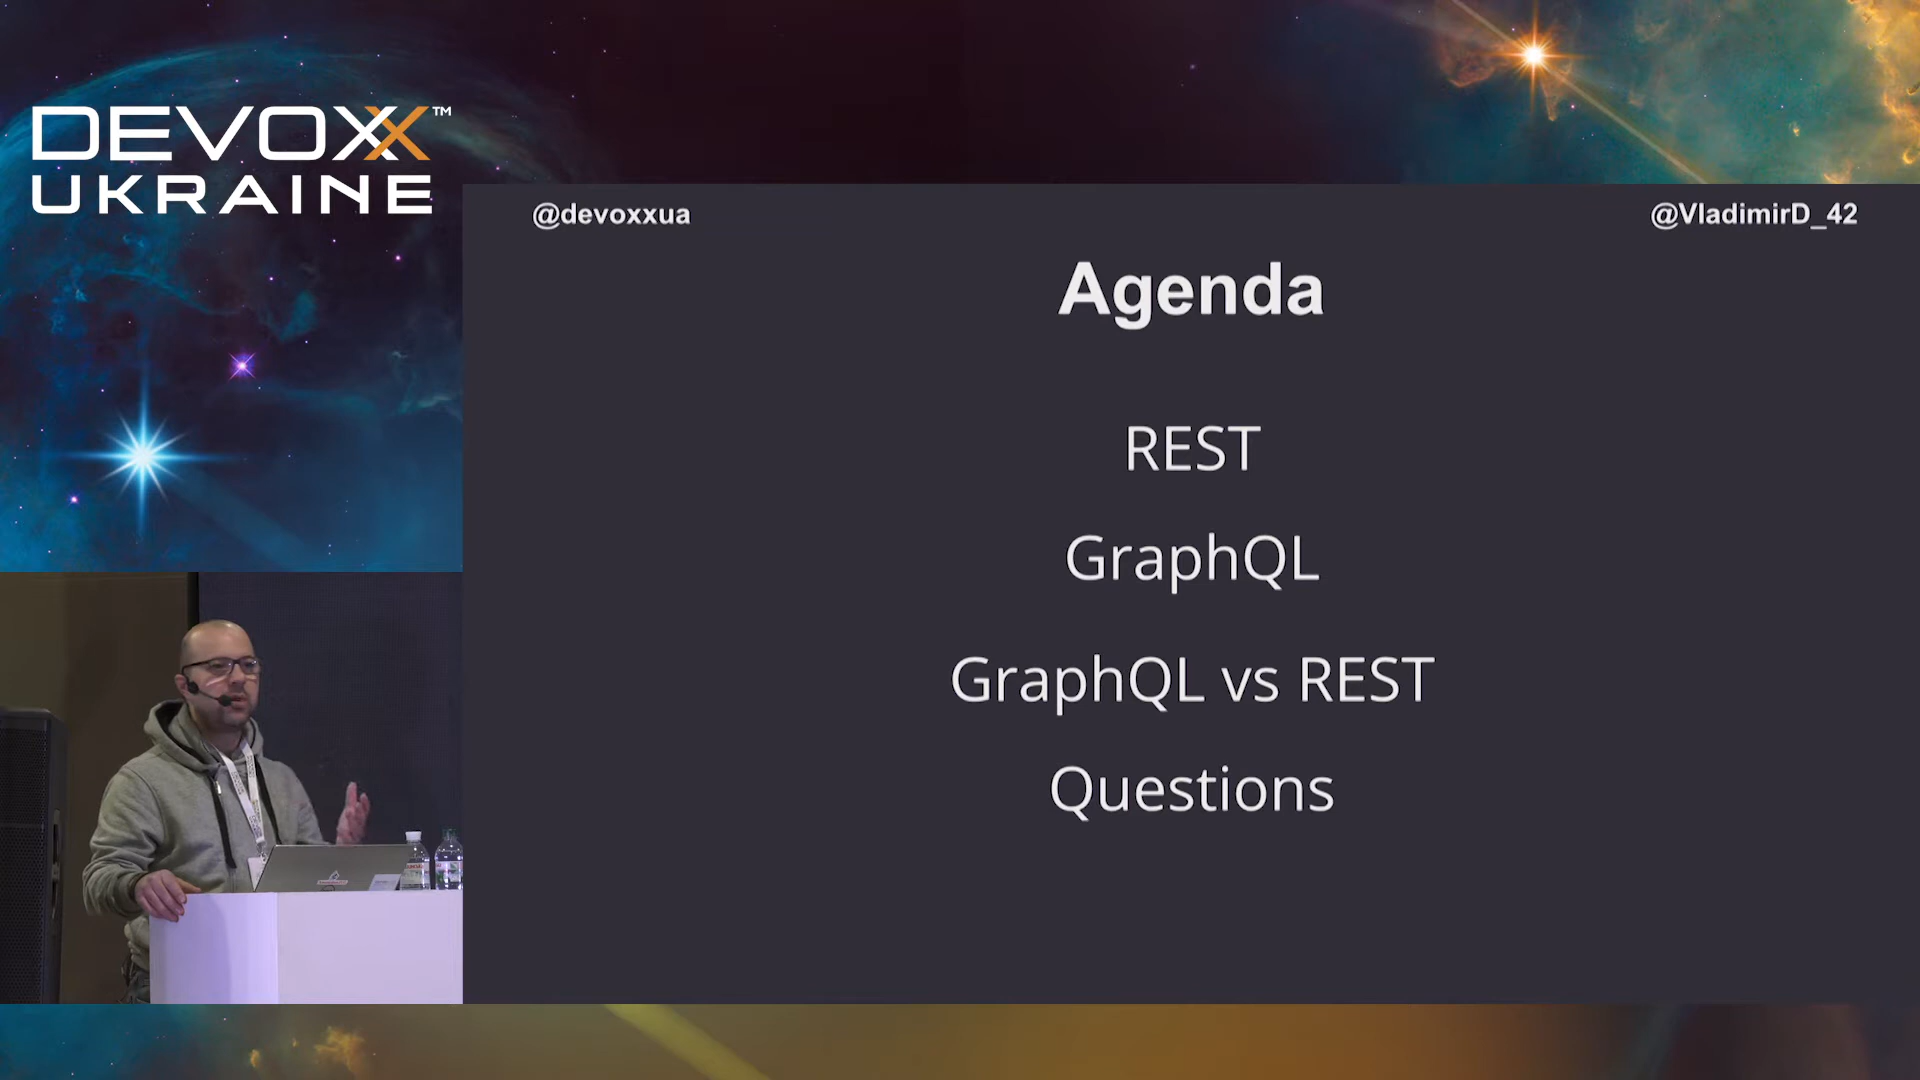 DEVOXX™
UKRAINE
@devoxxua
@VladimirD_42
Agenda
REST
GraphQL
GraphQL vs REST
Questions